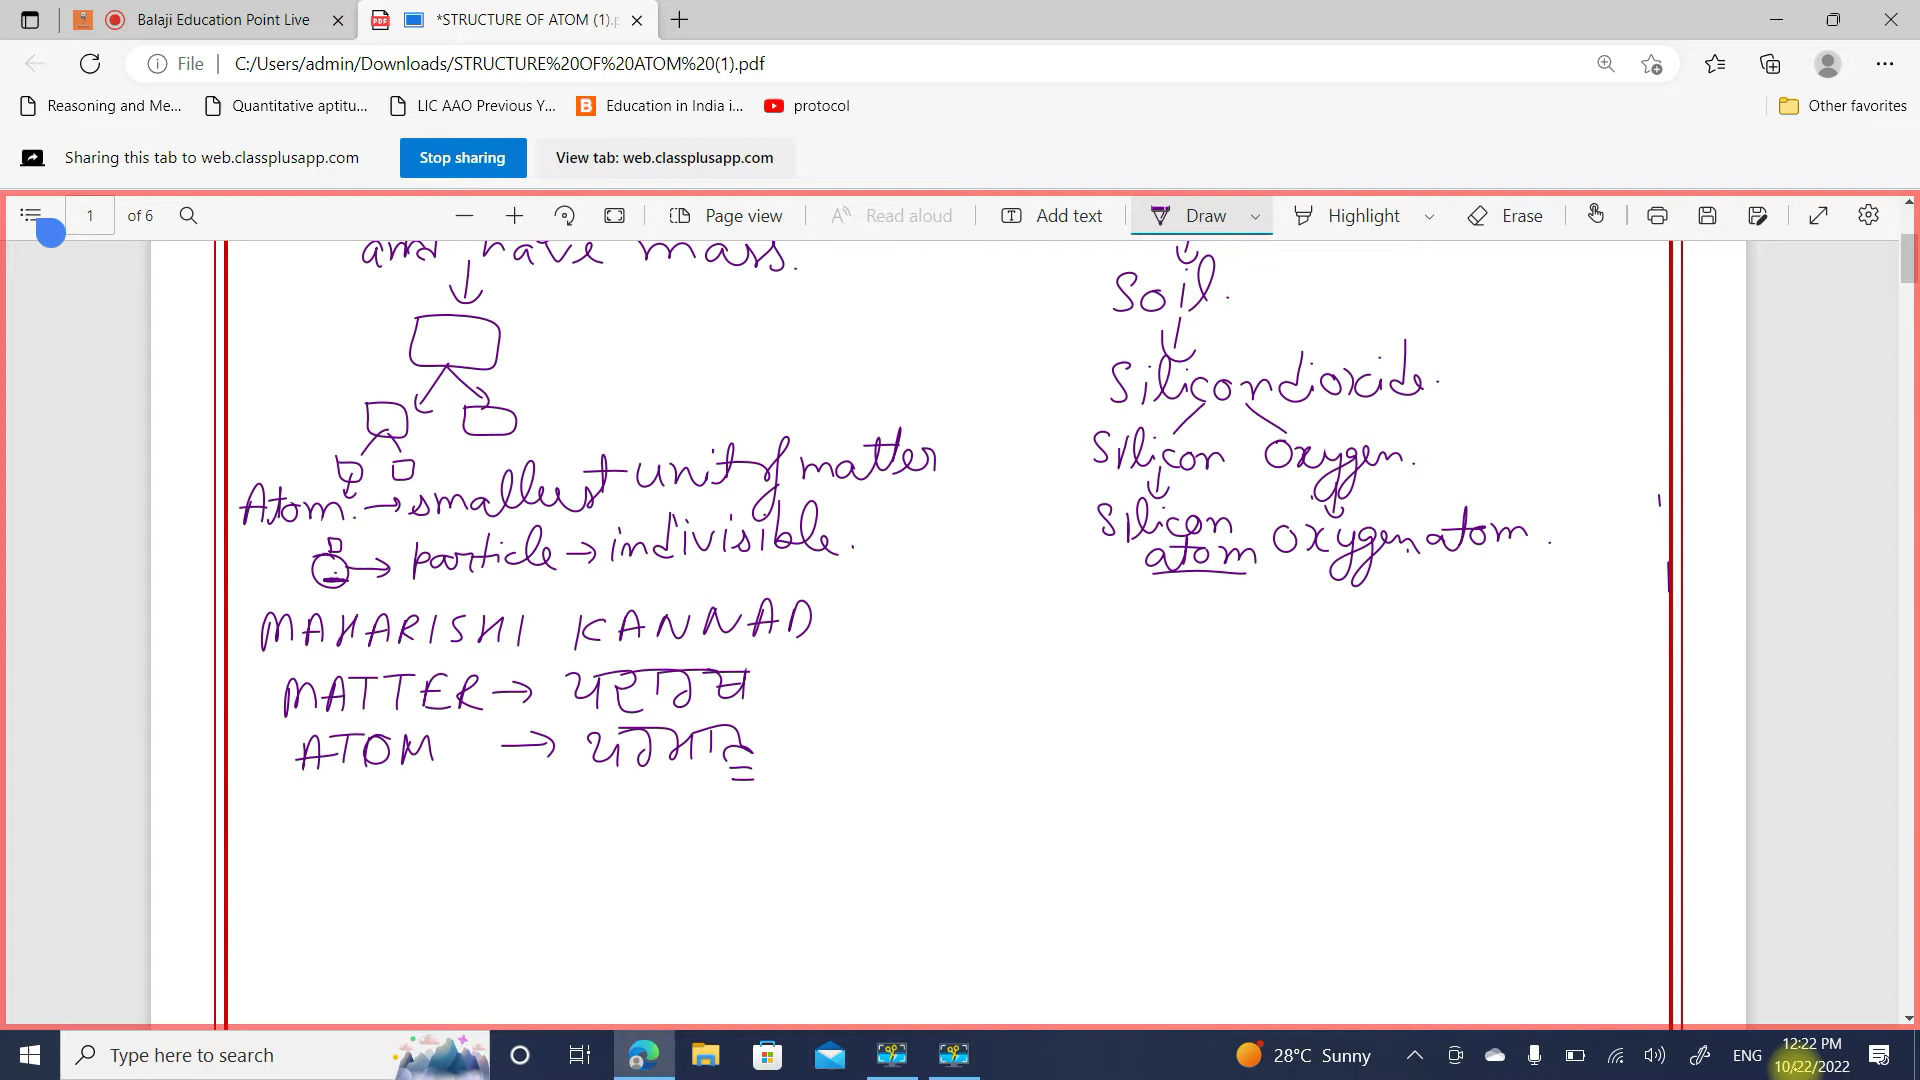 Balaji Education Point Live
*STRUCTURE OF ATOM (1).p
File C:/Users/admin/Downloads/STRUCTURE%20OF%20ATOM%20(1).pdf
Reasoning and Me... Quantitative aptitu... LIC AAO Previous Y... Education in India i... protocol Other favorites
Sharing this tab to web.classplusapp.com Stop sharing View tab: web.classplusapp.com
1 of 6 Page view Read aloud Add text Draw Highlight Erase
and have mass.
Atom. → smallest unit of matter
→ particle → indivisible.
MAHARISHI KANNAD
MATTER →
ATOM →
Soil.
Silicondioxide.
Silicon Oxygen.
Silicon Oxygen atom.
atom
Type here to search
28°C Sunny
ENG
12:22 PM
10/22/2022